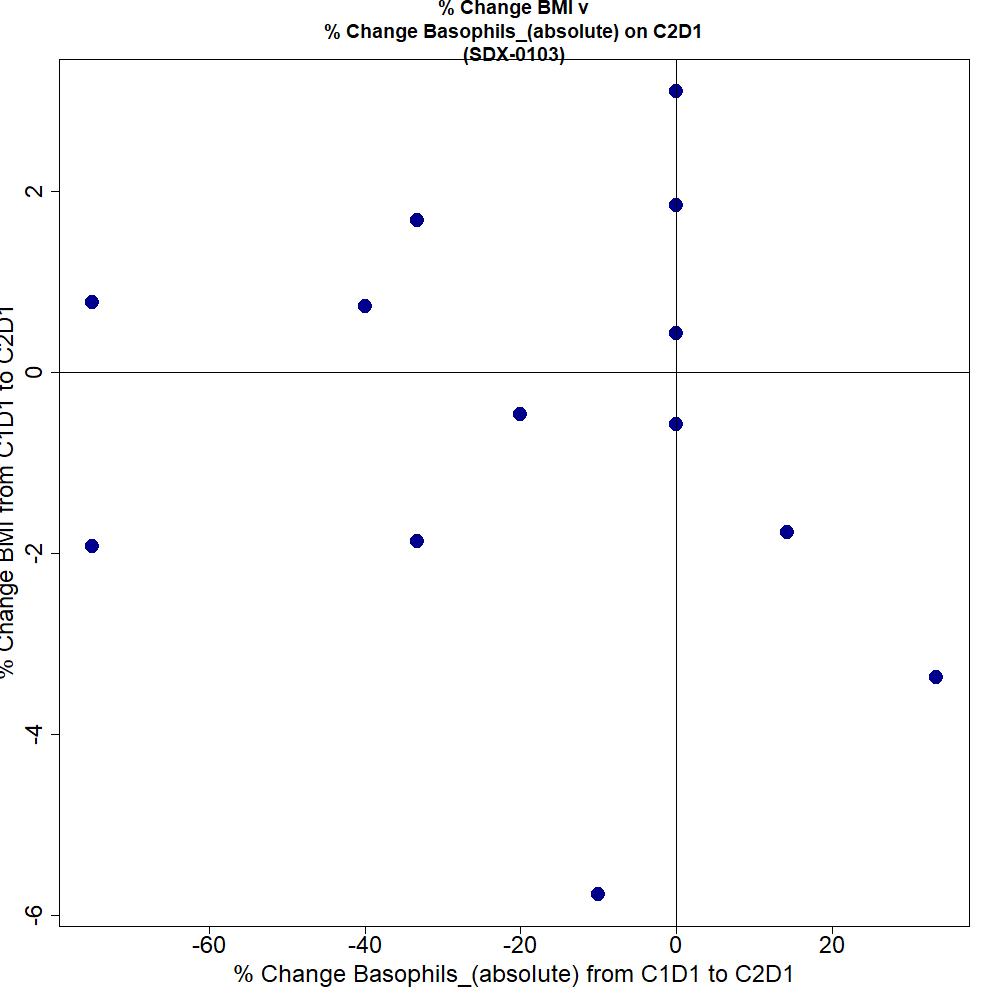 % Change BMI v
% Change Basophils_(absolute) on C2D1
(SDX-0103)
% Change BMI from C1D1 to C2D1
2
0
-2
-4
-6
-60
-40
-20
0
20
% Change Basophils_(absolute) from C1D1 to C2D1